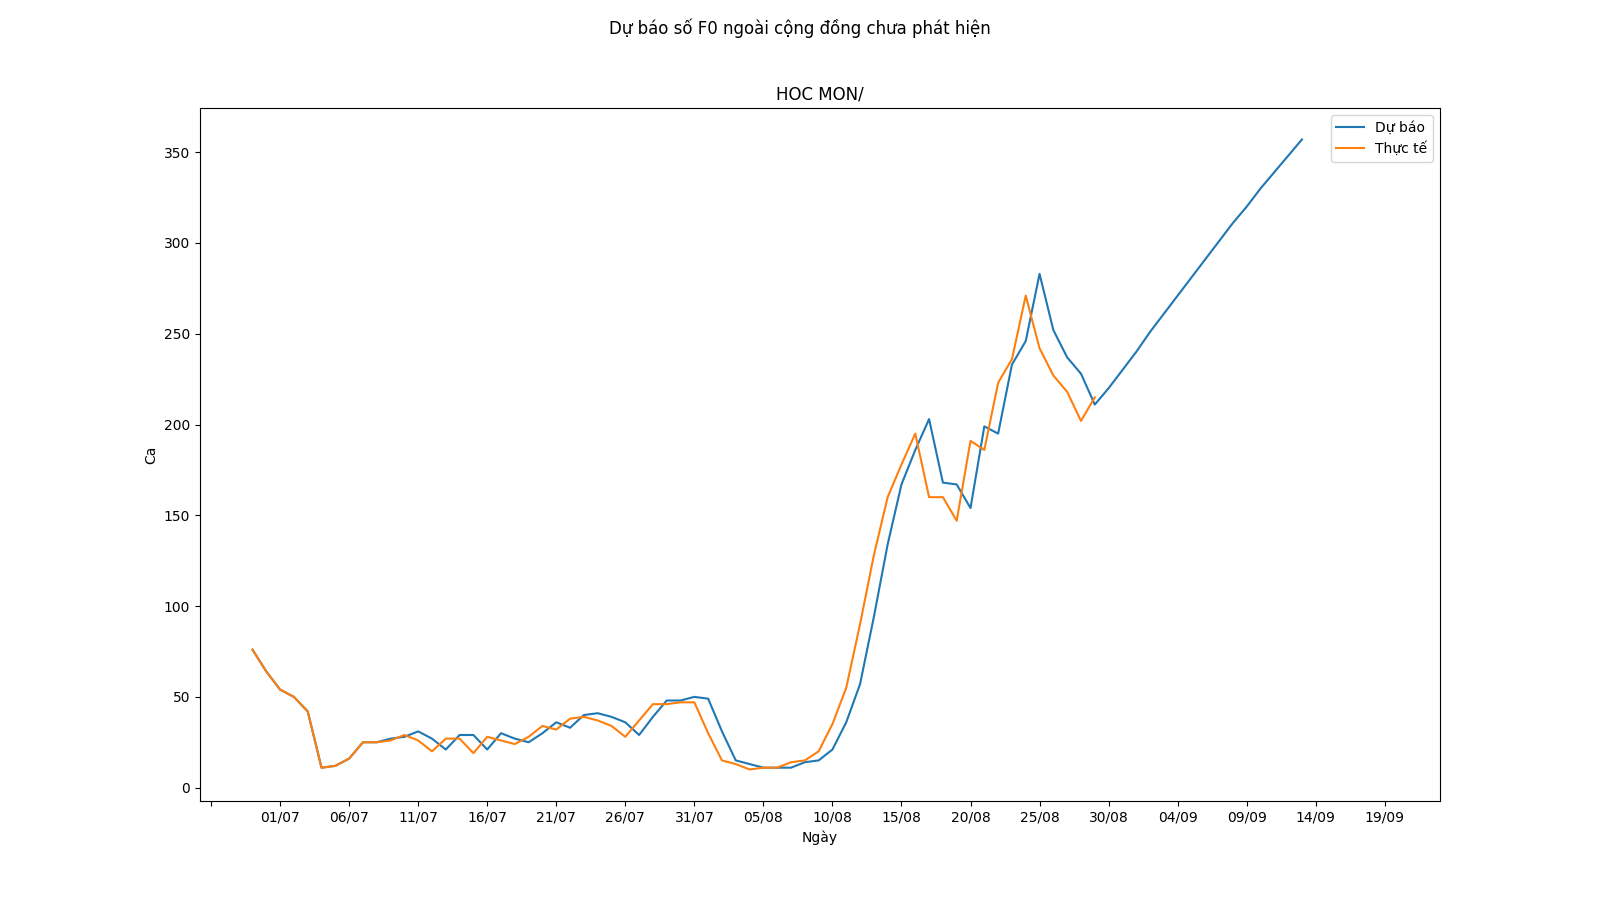 Dự báo số F0 ngoài cộng đồng chưa phát hiện
HOC MON/
Dự báo
Thực tế
350
300
250
200
150
100
50
0
Ca
01/07 06/07 11/07 16/07 21/07 26/07 31/07 05/08 10/08 15/08 20/08 25/08 30/08 04/09 09/09 14/09 19/09
Ngày